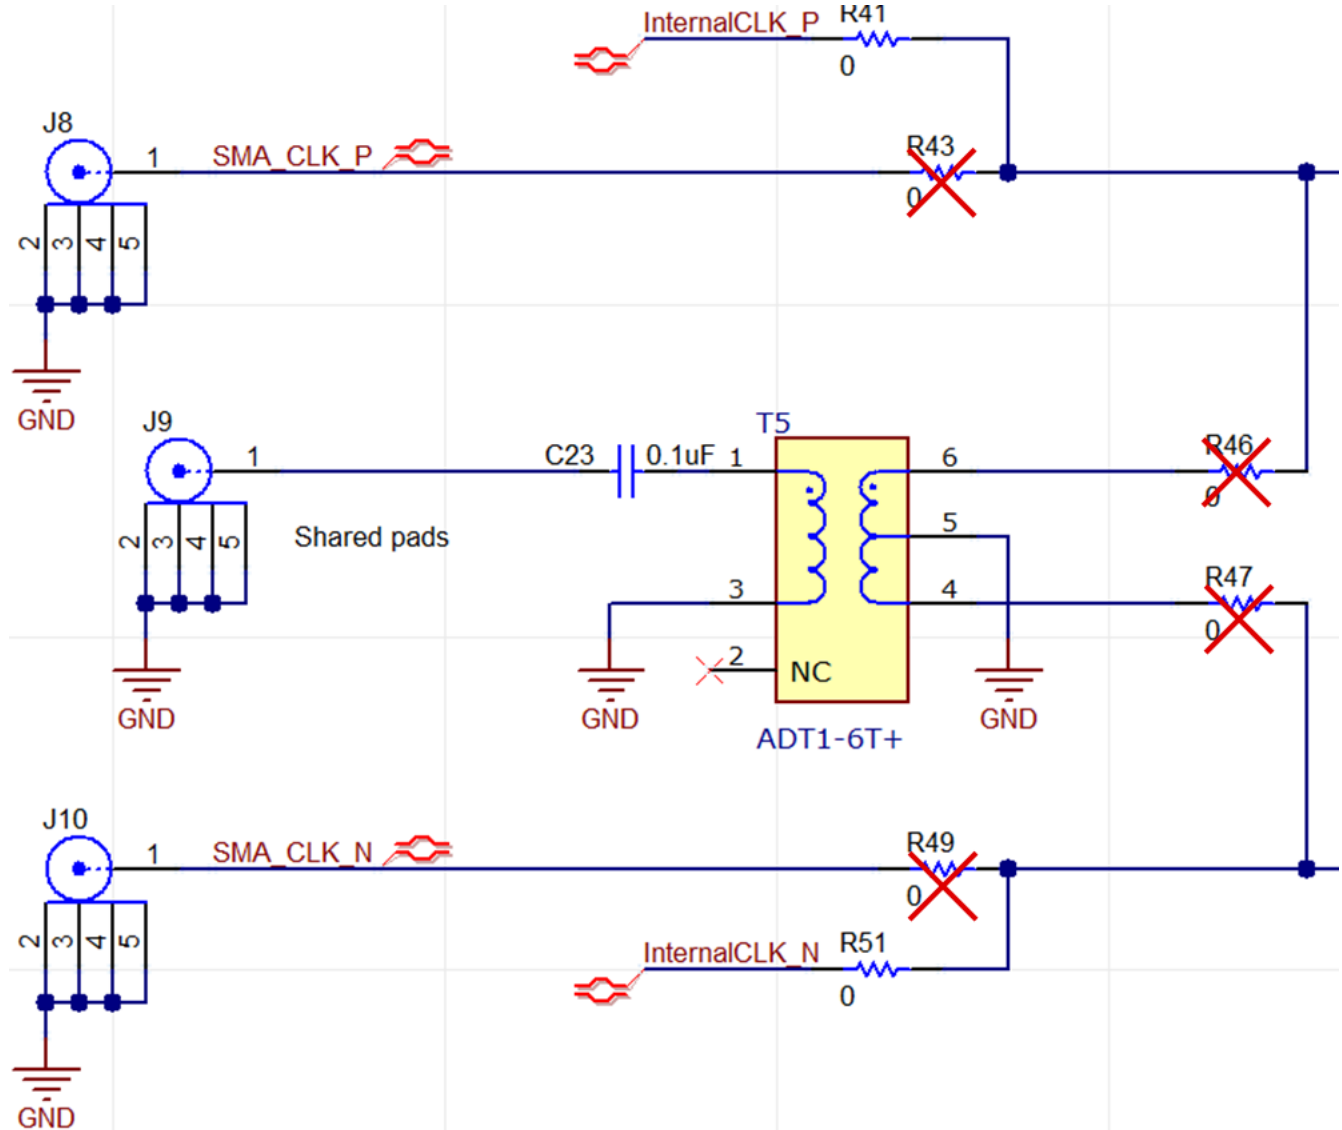 InternalCLK_P
R41
0
J8
1
SMA_CLK_P
R43
0
2
3
4
5
GND
J9
1
C23
0.1uF
T5
1
6
R46
0
2
3
4
5
Shared pads
5
3
4
R47
0
2
NC
GND
GND
GND
ADT1-6T+
J10
1
SMA_CLK_N
R49
0
2
3
4
5
InternalCLK_N
R51
0
GND